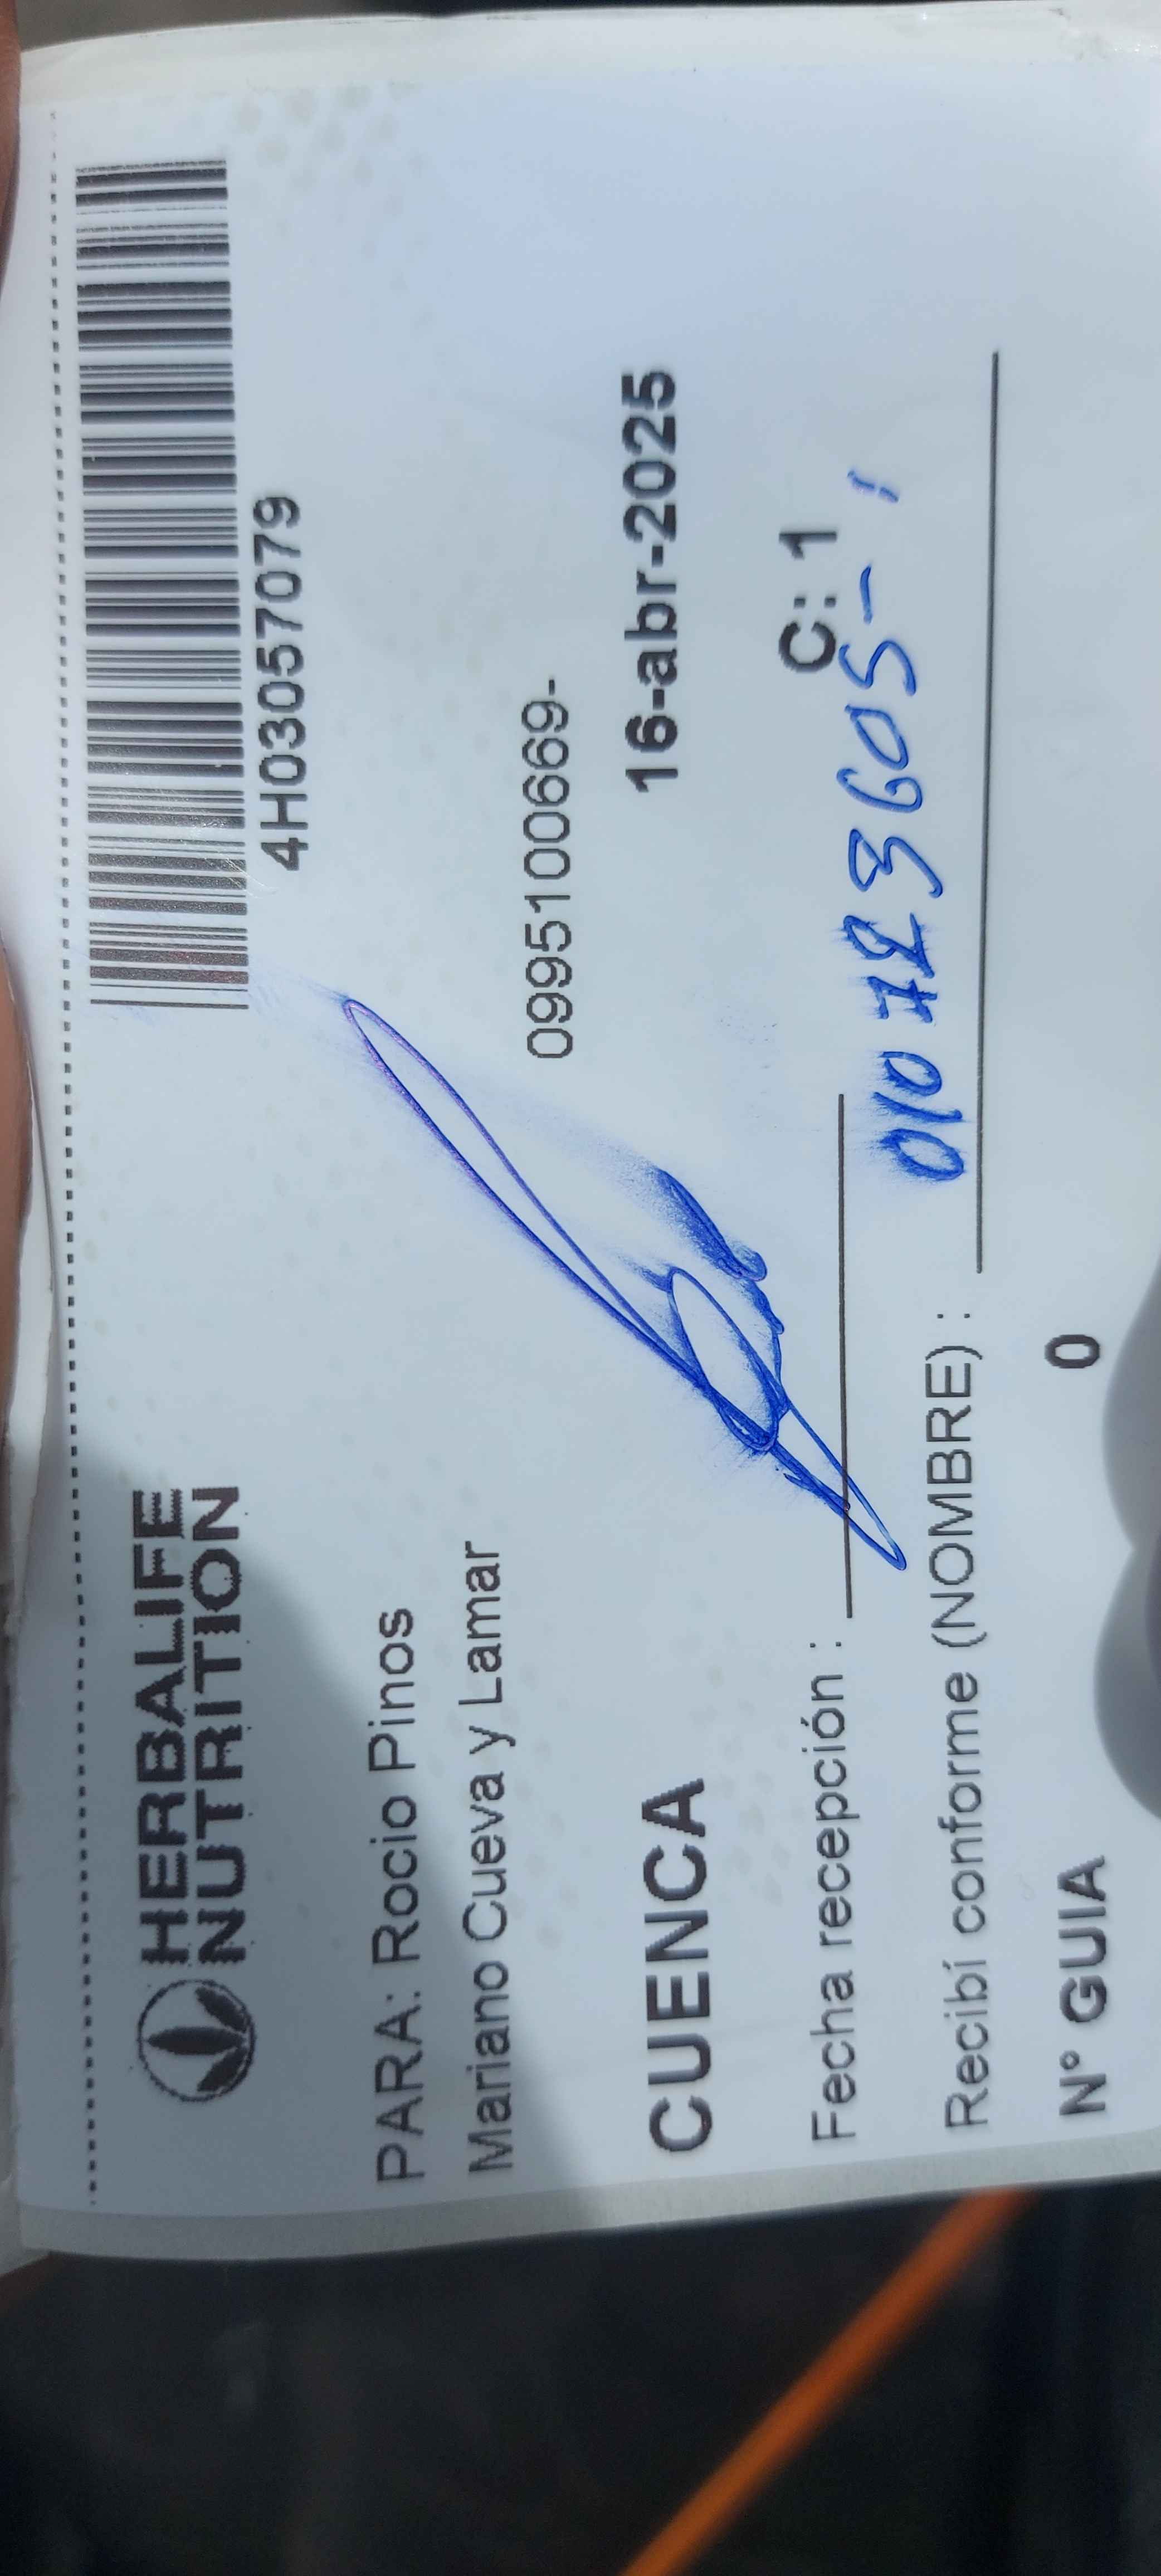 HERBALIFE
NUTRITION
4H03057079
PARA: Rocio Pinos
Mariano Cueva y Lamar
0995100669-
CUENCA
16-abr-2025
Fecha recepción :
C: 1
Recibí conforme (NOMBRE) :
N° GUIA 0